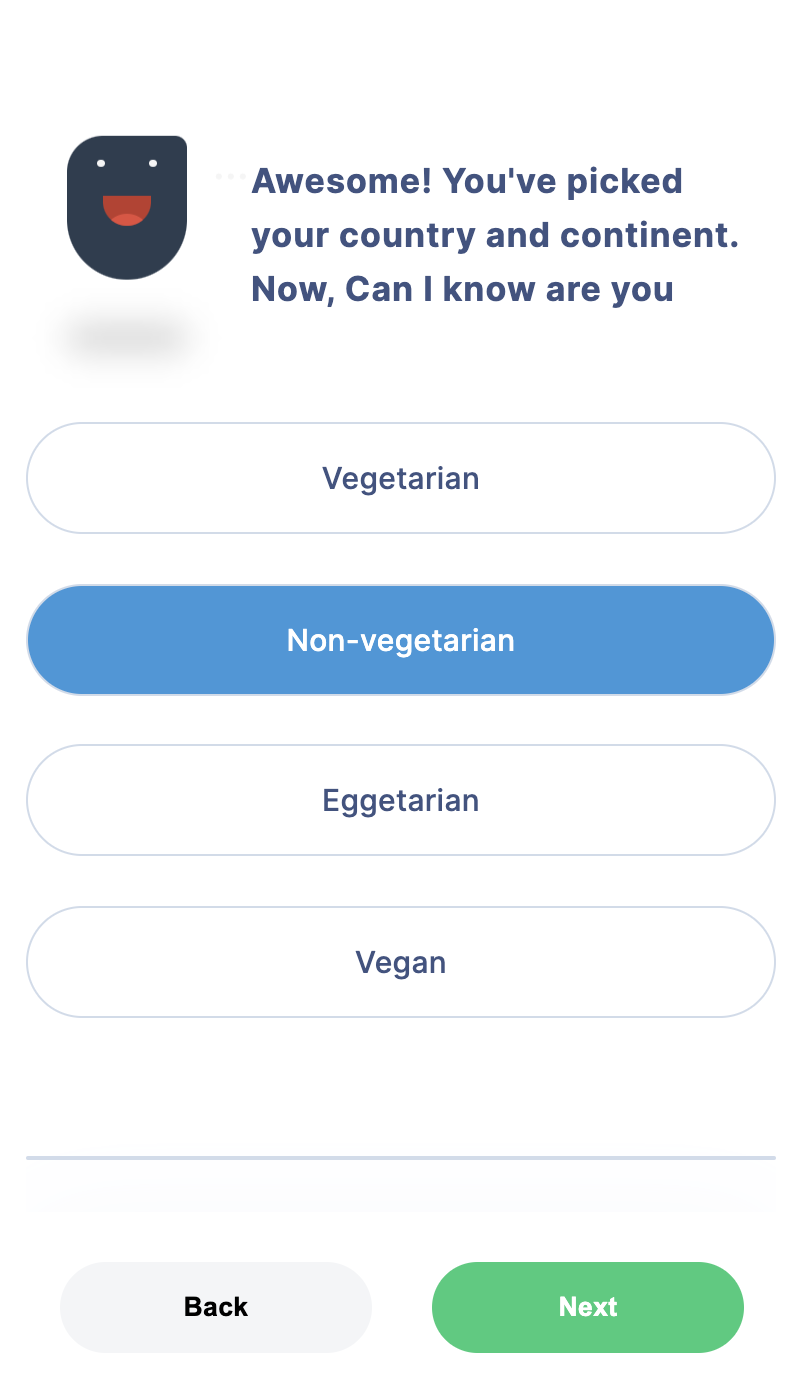 Awesome! You've picked
your country and continent.
Now, Can I know are you
Vegetarian
Non-vegetarian
Eggetarian
Vegan
Back
Next